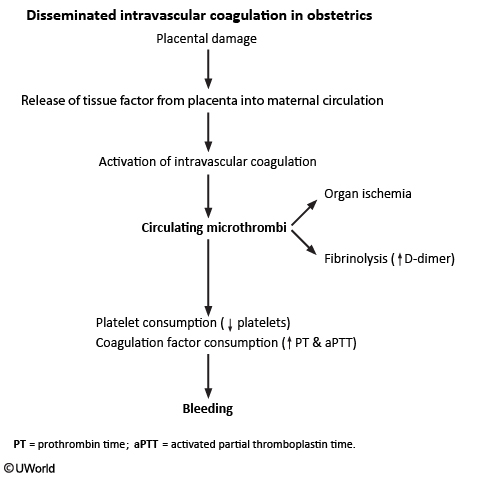 Disseminated intravascular coagulation in obstetrics
Placental damage
Release of tissue factor from placenta into maternal circulation
Activation of intravascular coagulation
Organ ischemia
Circulating microthrombi
Fibrinolysis (↑D-dimer)
Platelet consumption (↓ platelets)
Coagulation factor consumption (↑ PT & aPTT)
Bleeding
PT = prothrombin time; aPTT = activated partial thromboplastin time.
©UWorld